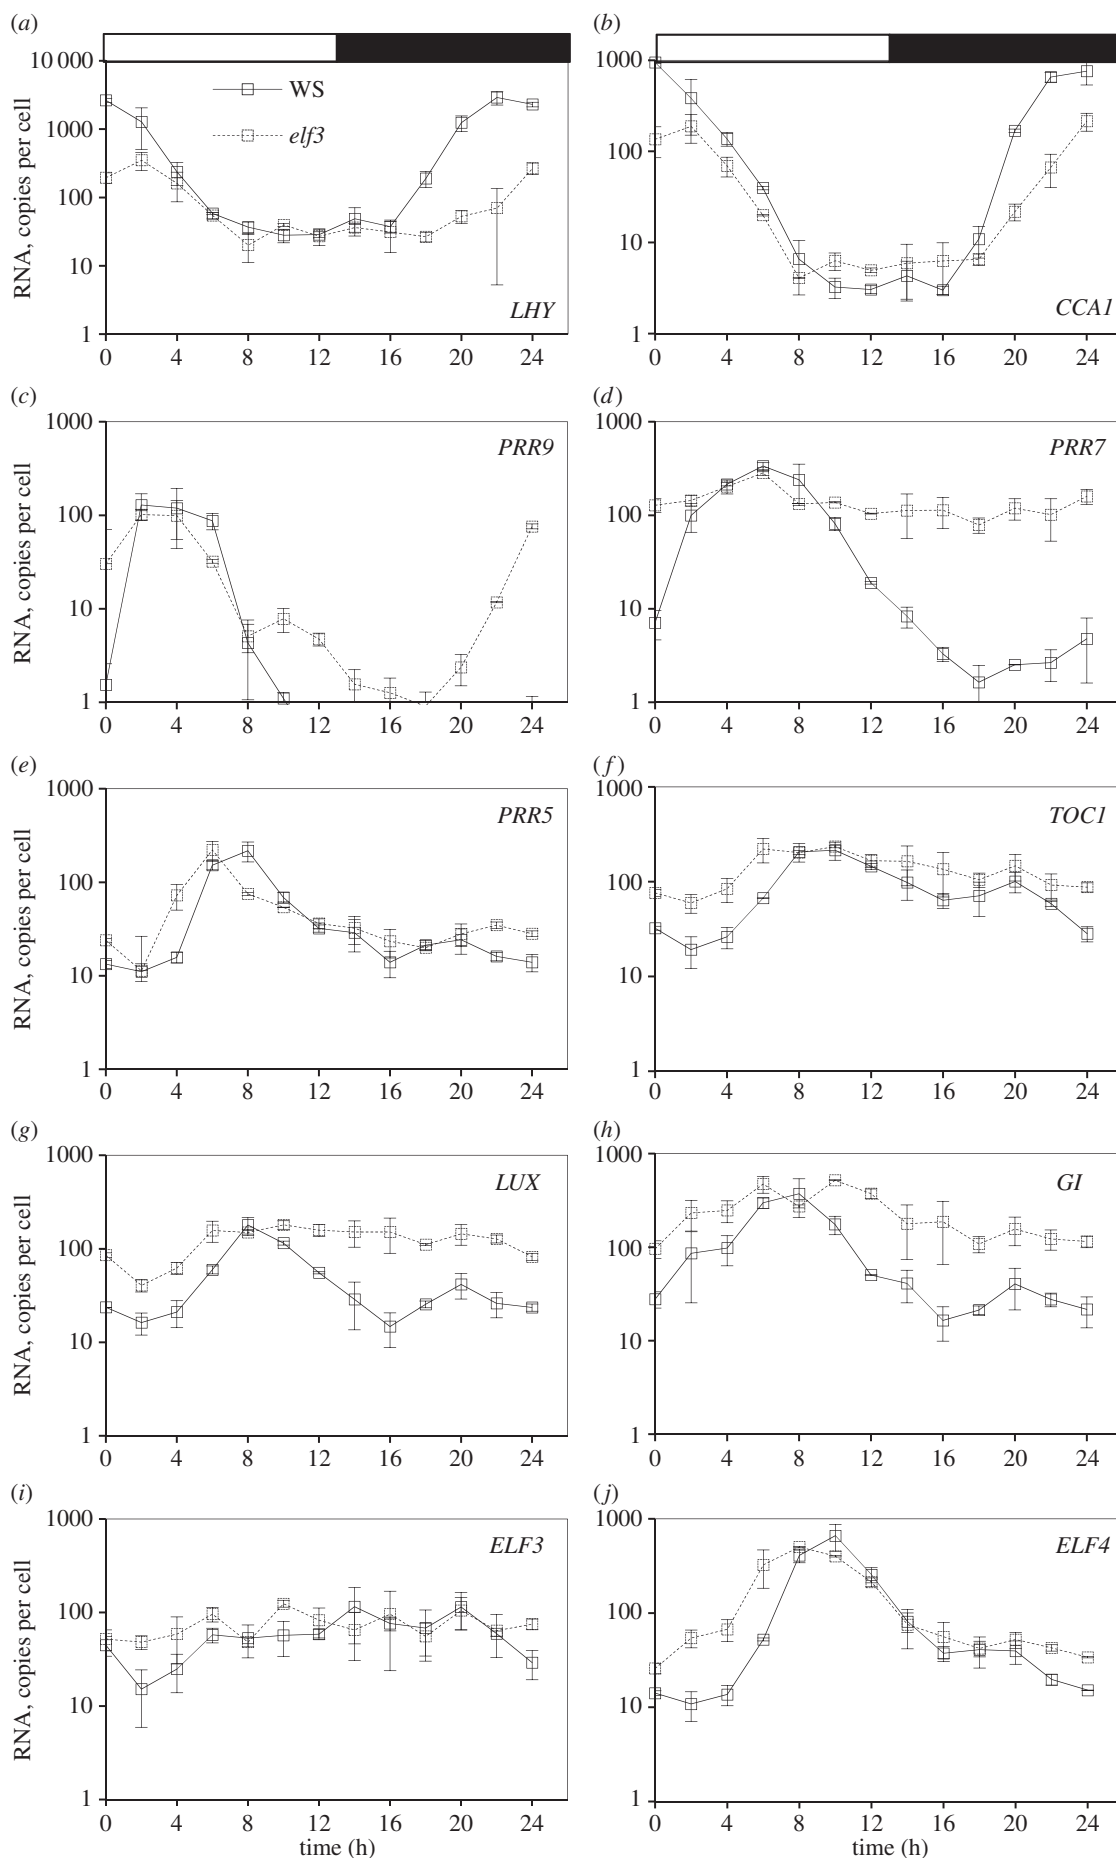 (a)
(b)
10 000
1000
100
10
1
RNA, copies per cell
WS
elf3
LHY
0 4 8 12 16 20 24
1000
100
10
1
CCA1
0 4 8 12 16 20 24
(c)
(d)
1000
100
10
1
RNA, copies per cell
PRR9
0 4 8 12 16 20 24
1000
100
10
1
PRR7
0 4 8 12 16 20 24
(e)
(f)
1000
100
10
1
RNA, copies per cell
PRR5
0 4 8 12 16 20 24
1000
100
10
1
TOC1
0 4 8 12 16 20 24
(g)
(h)
1000
100
10
1
RNA, copies per cell
LUX
0 4 8 12 16 20 24
1000
100
10
1
GI
0 4 8 12 16 20 24
(i)
(j)
1000
100
10
1
RNA, copies per cell
ELF3
0 4 8 12 16 20 24
time (h)
1000
100
10
1
ELF4
0 4 8 12 16 20 24
time (h)